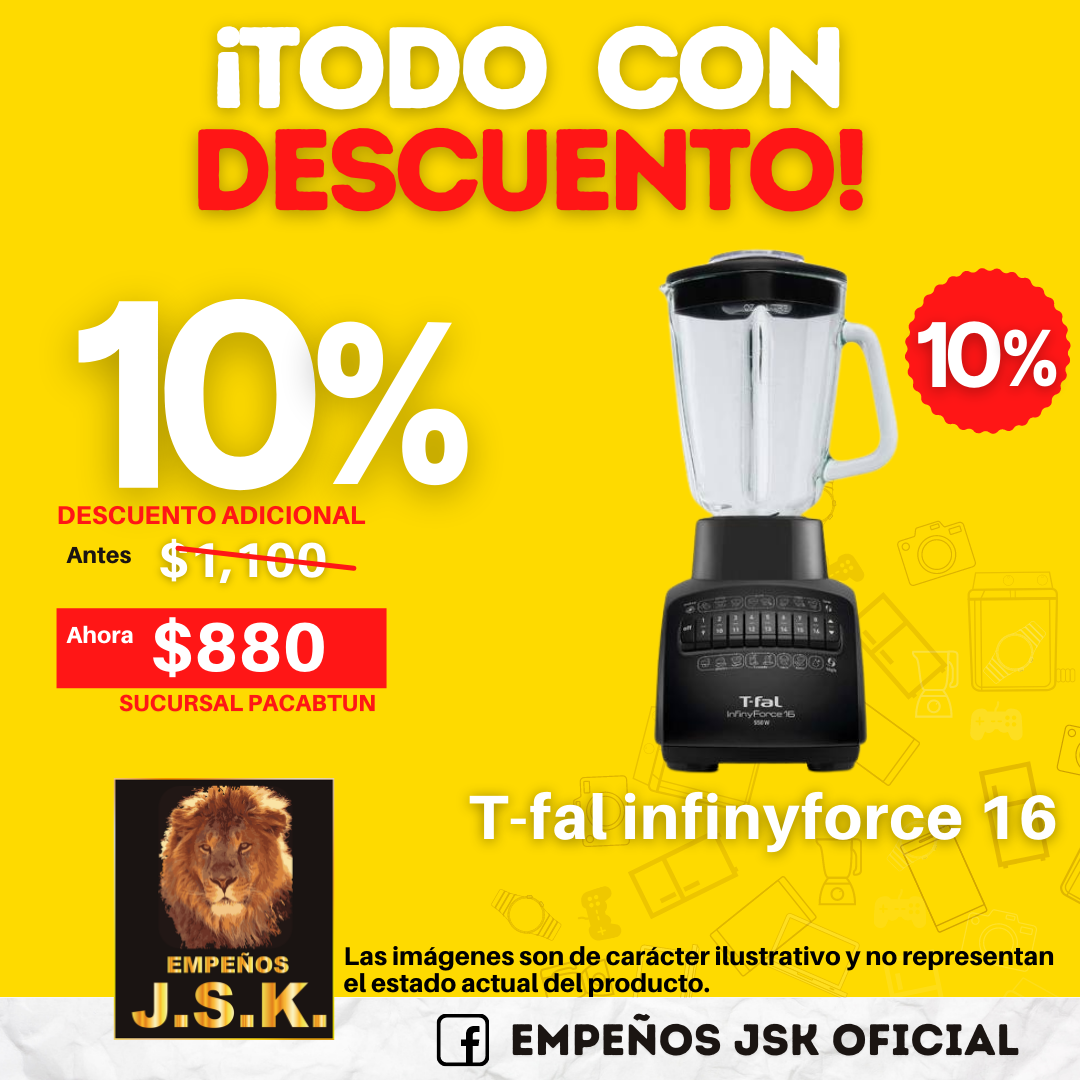 ¡TODO CON
DESCUENTO!
10%
10%
DESCUENTO ADICIONAL
Antes $1,100
Ahora $880
SUCURSAL PACABTUN
T-fal
InfinyForce 16
950 W
T-fal infinyforce 16
EMPEÑOS
J.S.K.
Las imágenes son de carácter ilustrativo y no representan
el estado actual del producto.
EMPEÑOS JSK OFICIAL